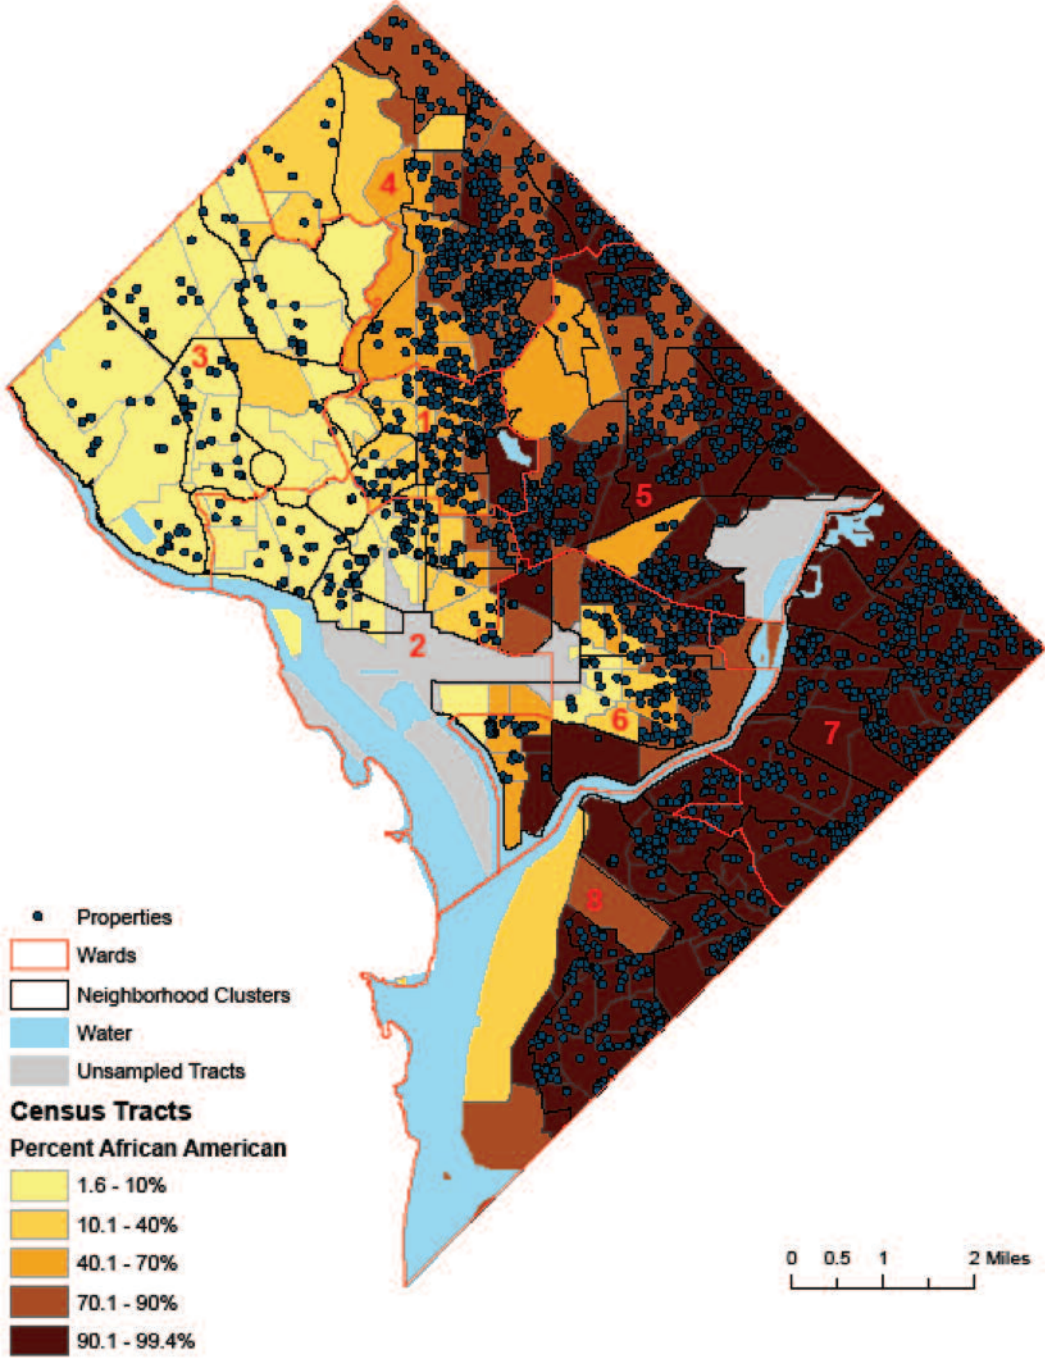 4
3
1
5
2
6
7
8
Properties
Wards
Neighborhood Clusters
Water
Unsampled Tracts
Census Tracts
Percent African American
1.6 - 10%
10.1 - 40%
40.1 - 70%
70.1 - 90%
90.1 - 99.4%
0 0.5 1 2 Miles